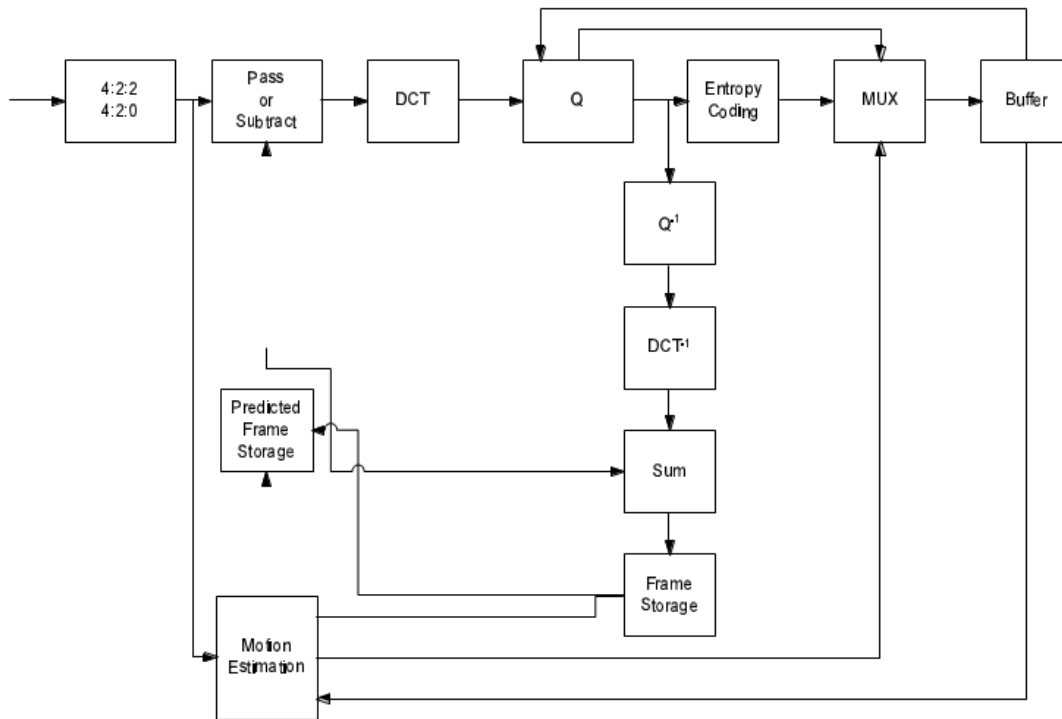 4:2:2
4:2:0
Pass
or
Subtract
DCT
Q
Entropy
Coding
MUX
Buffer
Q-1
DCT-1
Predicted
Frame
Storage
Sum
Frame
Storage
Motion
Estimation